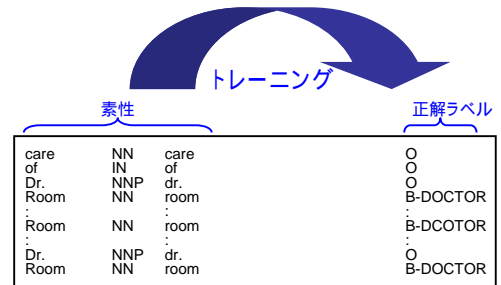 トレーニング
素性 正解ラベル
care NN care O
of IN of O
Dr. NNP dr. O
Room NN room B-DOCTOR
: : :
Room NN room B-DCOTOR
: : :
Dr. NNP dr. O
Room NN room B-DOCTOR